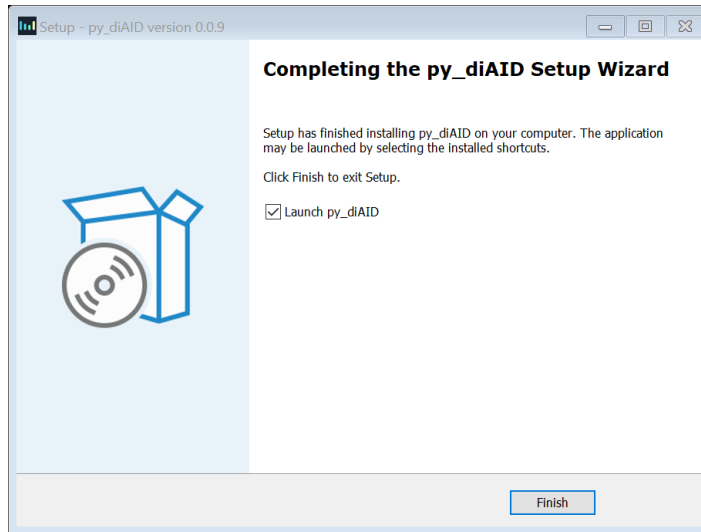 Setup - py_diAID version 0.0.9
Completing the py_diAID Setup Wizard
Setup has finished installing py_diAID on your computer. The application
may be launched by selecting the installed shortcuts.
Click Finish to exit Setup.
Launch py_diAID
Finish